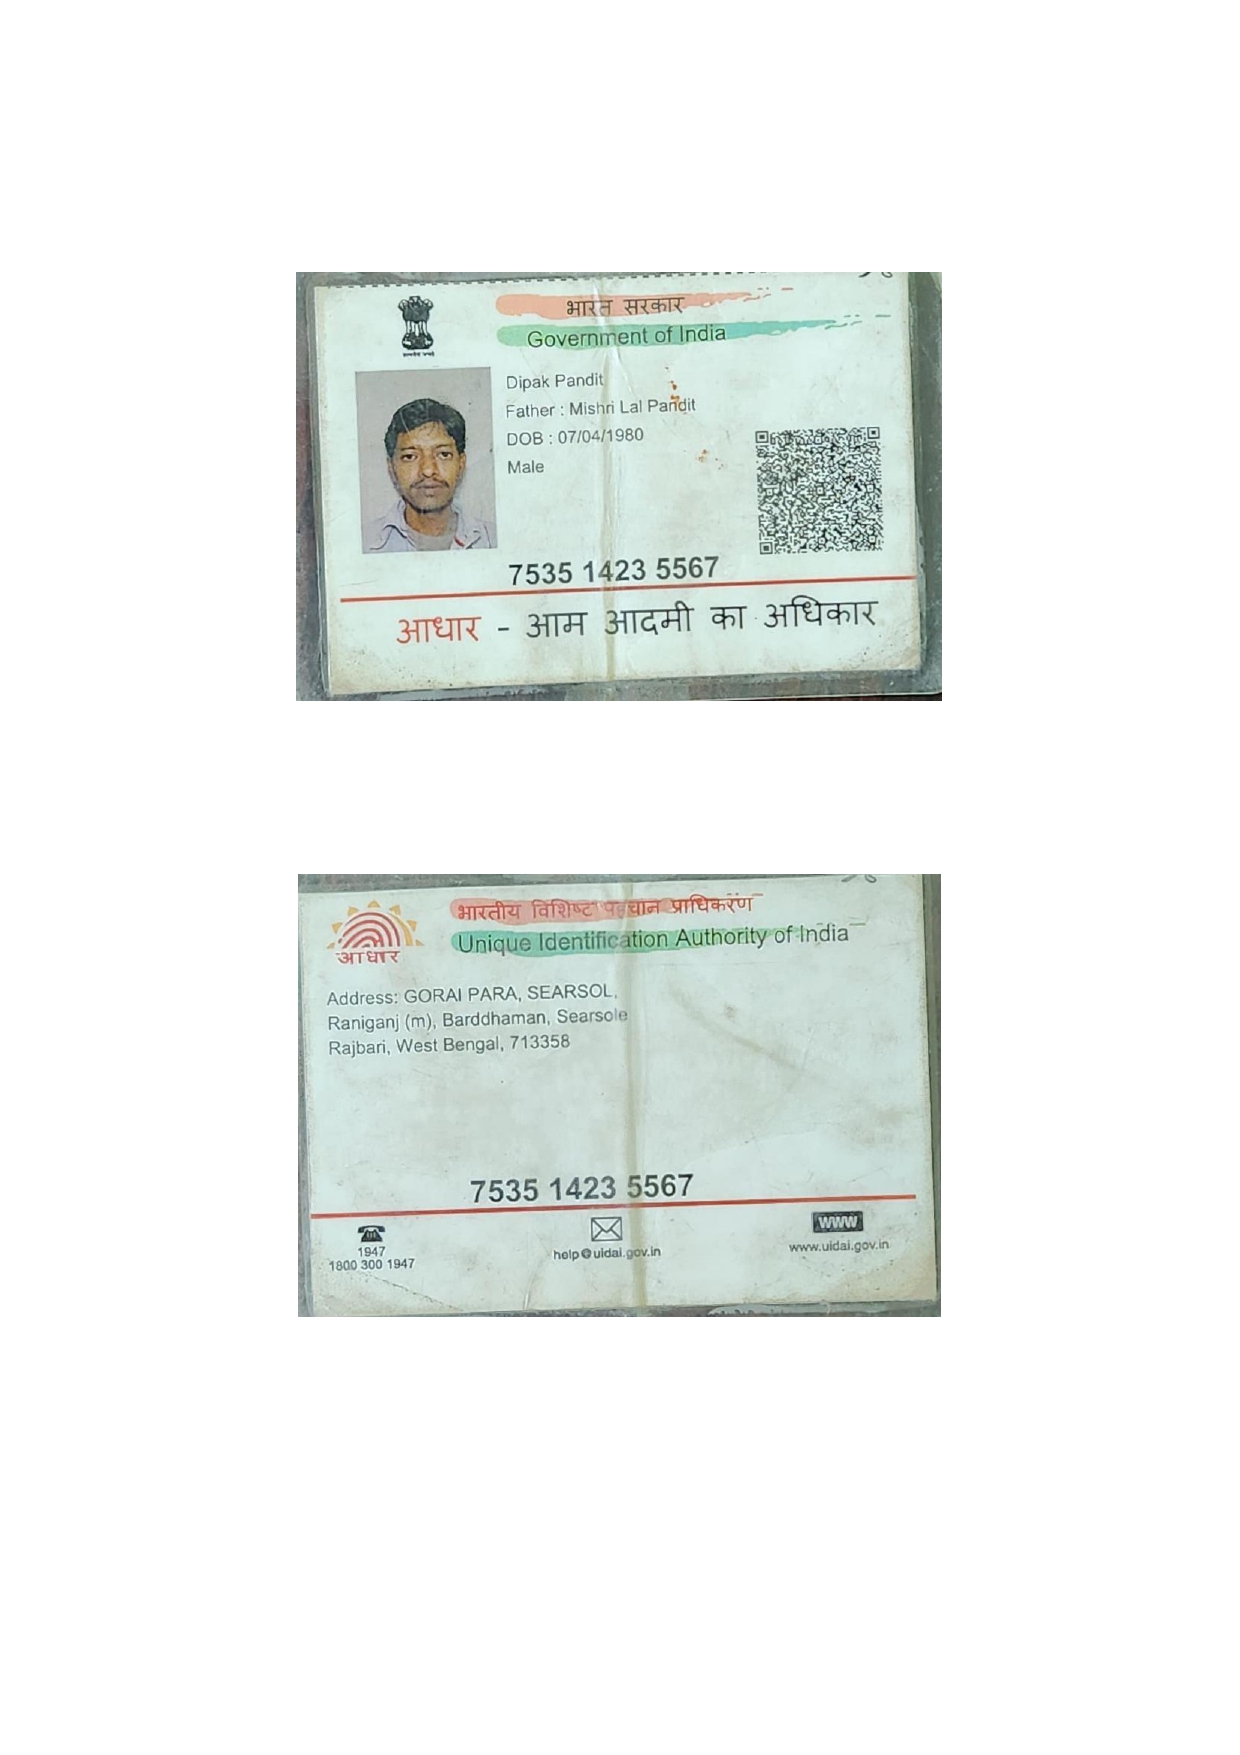 भारत सरकार
Government of India
Dipak Pandit
Father : Mishri Lal Pandit
DOB : 07/04/1980
Male
7535 1423 5567
आधार - आम आदमी का अधिकार
भारतीय विशिष्ट पहचान प्राधिकरण
Unique Identification Authority of India
आधार
Address: GORAI PARA, SEARSOL,
Raniganj (m), Barddhaman, Searsole
Rajbari, West Bengal, 713358
7535 1423 5567
1947
1800 300 1947
help@uidai.gov.in
www
www.uidai.gov.in